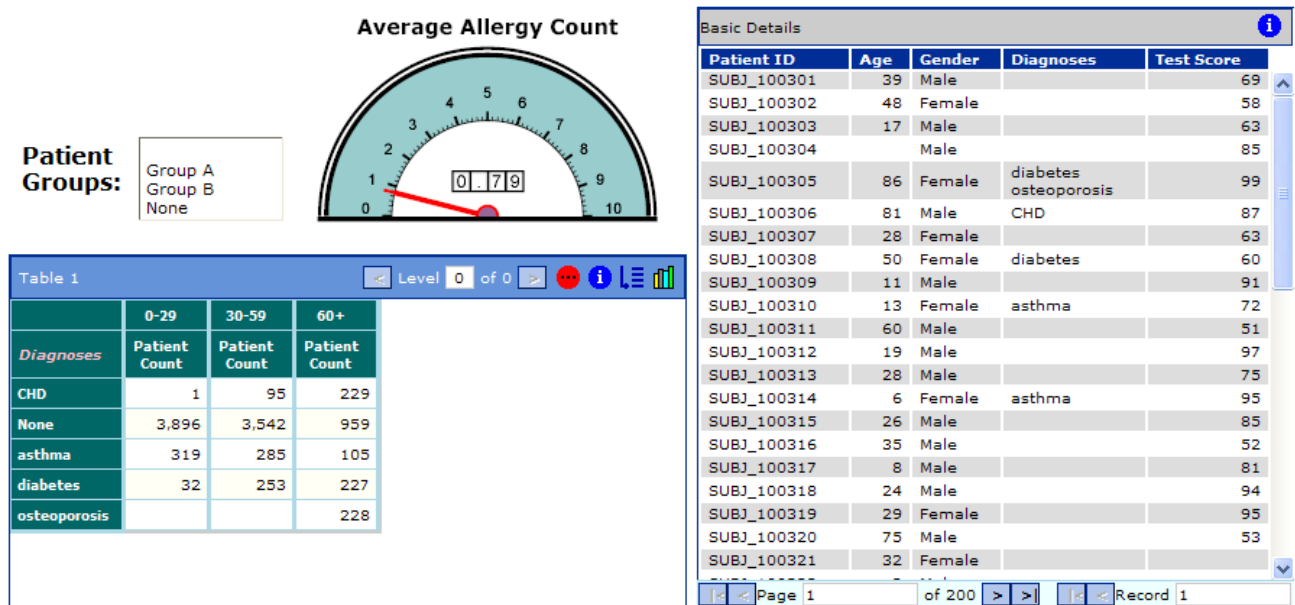 Average Allergy Count
0 1 2 3 4 5 6 7 8 9 10
0.79
Patient
Groups:
Group A
Group B
None
Table 1 < Level 0 of 0 >
0-29 30-59 60+
Diagnoses Patient Count Patient Count Patient Count
CHD 1 95 229
None 3,896 3,542 959
asthma 319 285 105
diabetes 32 253 227
osteoporosis 228
Basic Details
Patient ID Age Gender Diagnoses Test Score
SUBJ_100301 39 Male 69
SUBJ_100302 48 Female 58
SUBJ_100303 17 Male 63
SUBJ_100304 Male 85
SUBJ_100305 86 Female diabetes osteoporosis 99
SUBJ_100306 81 Male CHD 87
SUBJ_100307 28 Female 63
SUBJ_100308 50 Female diabetes 60
SUBJ_100309 11 Male 91
SUBJ_100310 13 Female asthma 72
SUBJ_100311 60 Male 51
SUBJ_100312 19 Male 97
SUBJ_100313 28 Male 75
SUBJ_100314 6 Female asthma 95
SUBJ_100315 26 Male 85
SUBJ_100316 35 Male 52
SUBJ_100317 8 Male 81
SUBJ_100318 24 Male 94
SUBJ_100319 29 Female 95
SUBJ_100320 75 Male 53
SUBJ_100321 32 Female
|< < Page 1 of 200 > >| |< < Record 1